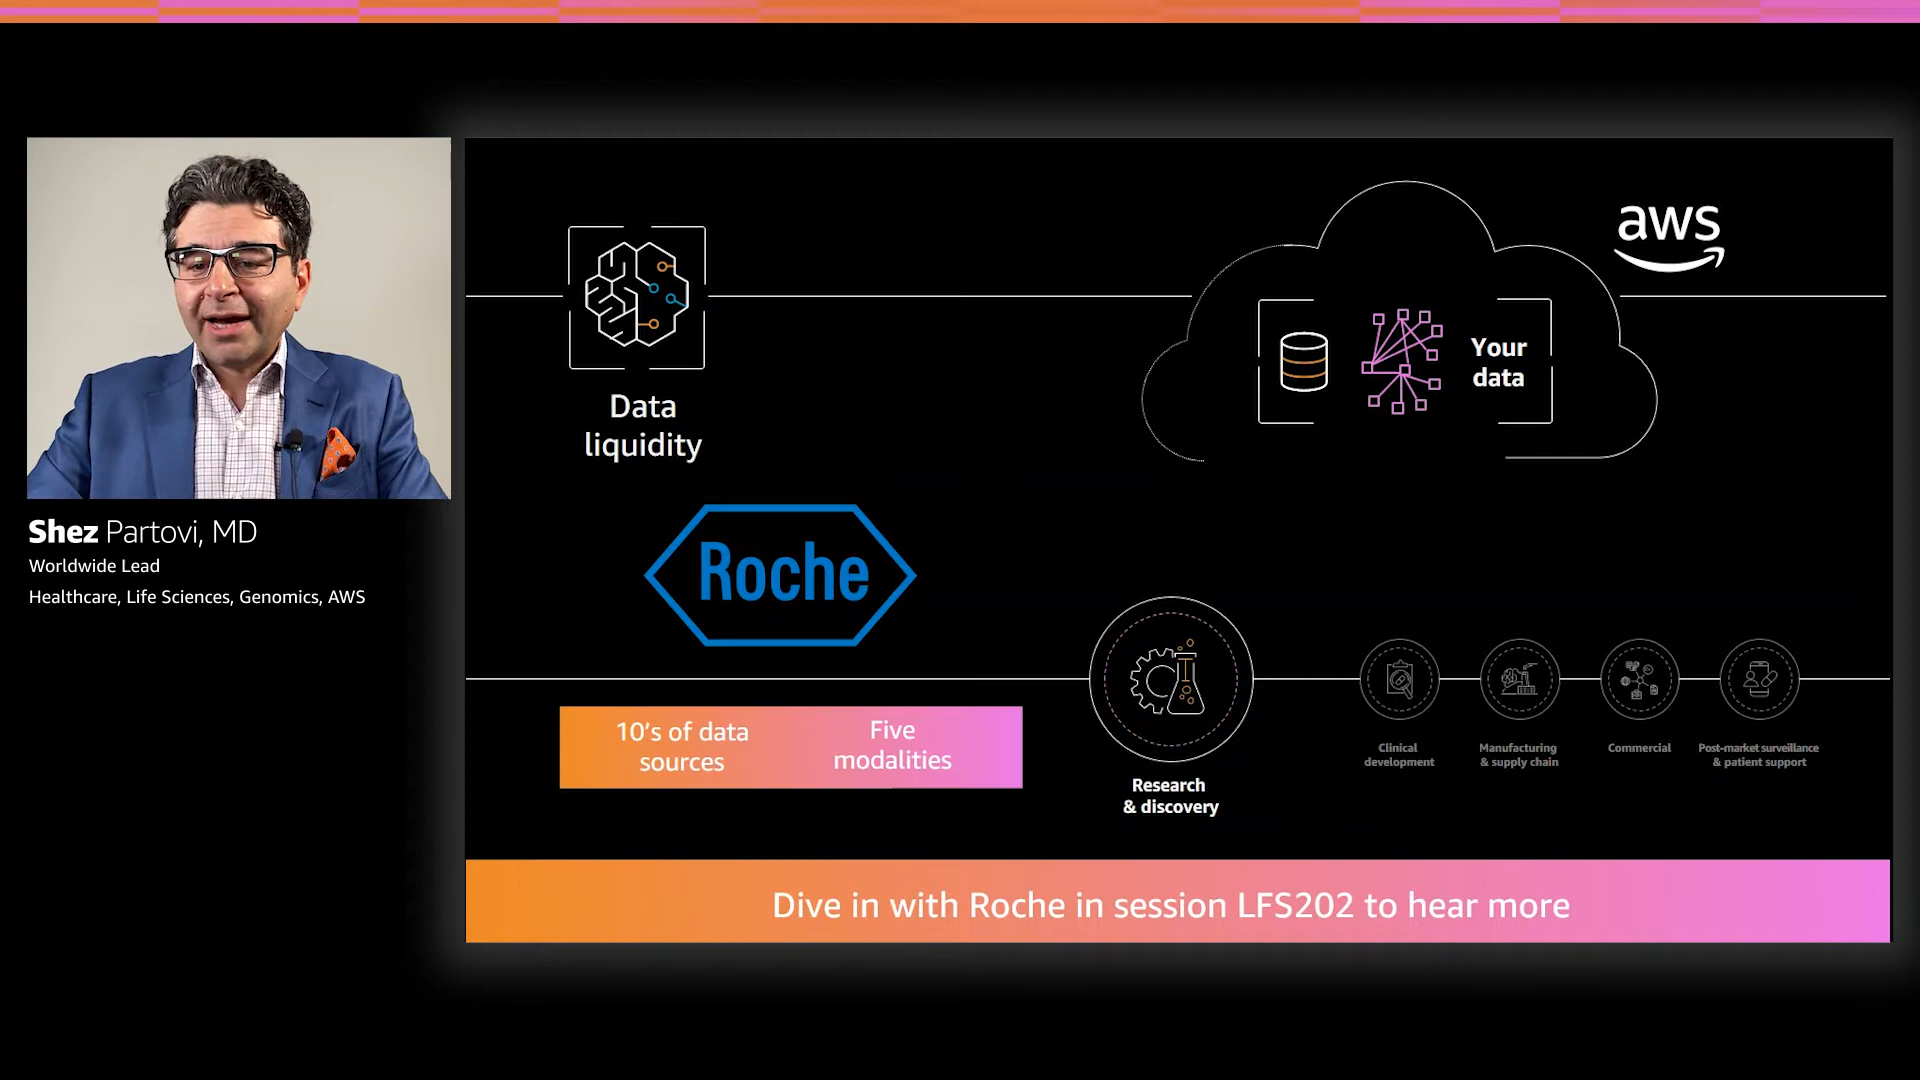 aws
Your
data
Data
liquidity
Roche
Shez Partovi, MD
Worldwide Lead
Healthcare, Life Sciences, Genomics, AWS
10's of data
sources
Five
modalities
Research
& discovery
Clinical
development
Manufacturing
& supply chain
Commercial
Post-market surveillance
& patient support
Dive in with Roche in session LFS202 to hear more